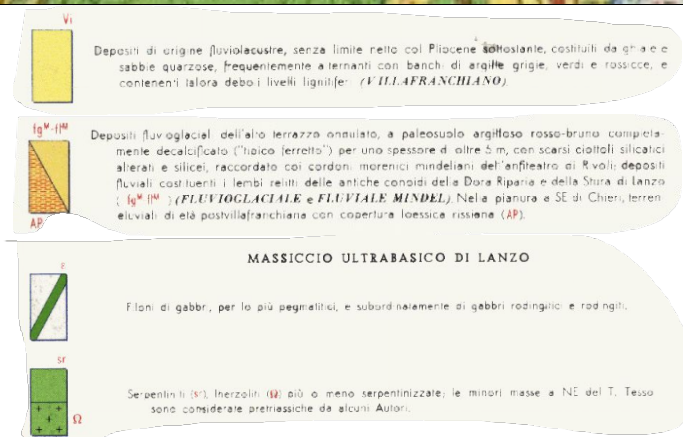 Vi
Depositi di origine fluviolacustre, senza limite netto col Pliocene sottostante, costituiti da ghiaie e
sabbie quarzose, frequentemente alternanti con banchi di argille grigie, verdi e rossicce, e
contenenti talora deboli livelli lignitiferi (VILLAFRANCHIANO).
fgᴹ-flᴹ
AP
Depositi fluvioglaciali dell'alto terrazzo ondulato, a paleosuolo argilloso rosso-bruno completa-
mente decalcificato ("tipico ferretto") per uno spessore di oltre 5 m, con scarsi ciottoli silicatici
alterati e silicei, raccordato coi cordoni morenici mindeliani dell'anfiteatro di Rivoli; depositi
fluviali costituenti i lembi relitti delle antiche conoidi della Dora Riparia e della Stura di Lanzo
( fgᴹ flᴹ ) (FLUVIOGLACIALE e FLUVIALE MINDEL). Nella pianura a SE di Chieri, terreni
eluviali di età postvillafranchiana con copertura loessica rissiana (AP).
MASSICCIO ULTRABASICO DI LANZO
ε
Filoni di gabbri, per lo più pegmatitici, e subordinatamente di gabbri rodingitici e rodingiti.
sr
Ω
Serpentiniti (sr), lherzoliti (Ω) più o meno serpentinizzate; le minori masse a NE del T. Tesso
sono considerate pretriassiche da alcuni Autori.